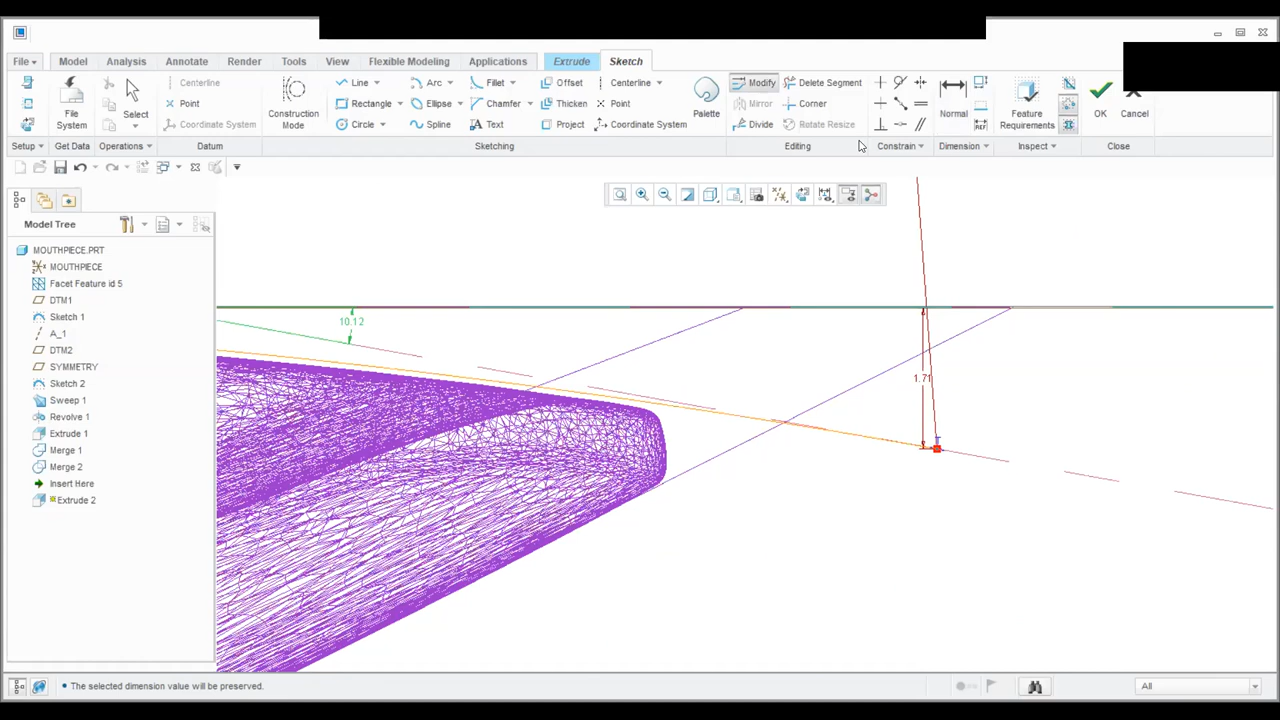 File Model Analysis Annotate Render Tools View Flexible Modeling Applications Extrude Sketch
Centerline Line Arc Fillet Offset Centerline Modify Delete Segment
Point Rectangle Ellipse Chamfer Thicken Point Mirror Corner
Coordinate System Circle Spline Text Project Coordinate System Divide Rotate Resize
File System Select Construction Mode Palette Normal Feature Requirements OK Cancel
Setup Get Data Operations Datum Sketching Editing Constrain Dimension Inspect Close
Model Tree
MOUTHPIECE.PRT
MOUTHPIECE
Facet Feature id 5
DTM1
Sketch 1
A_1
DTM2
SYMMETRY
Sketch 2
Sweep 1
Revolve 1
Extrude 1
Merge 1
Merge 2
Insert Here
Extrude 2
10.12
1.71
The selected dimension value will be preserved.
All